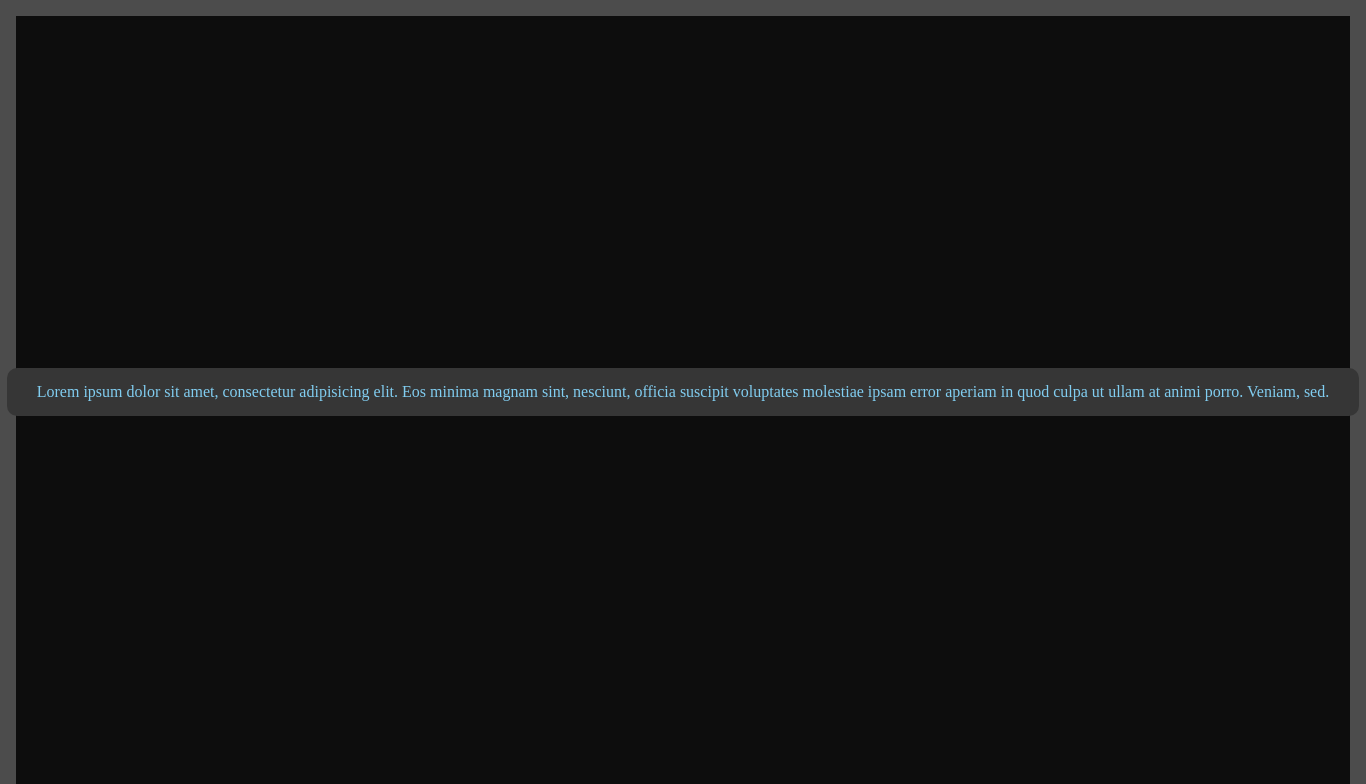 Lorem ipsum dolor sit amet, consectetur adipisicing elit. Eos minima magnam sint, nesciunt, officia suscipit voluptates molestiae ipsam error aperiam in quod culpa ut ullam at animi porro. Veniam, sed.